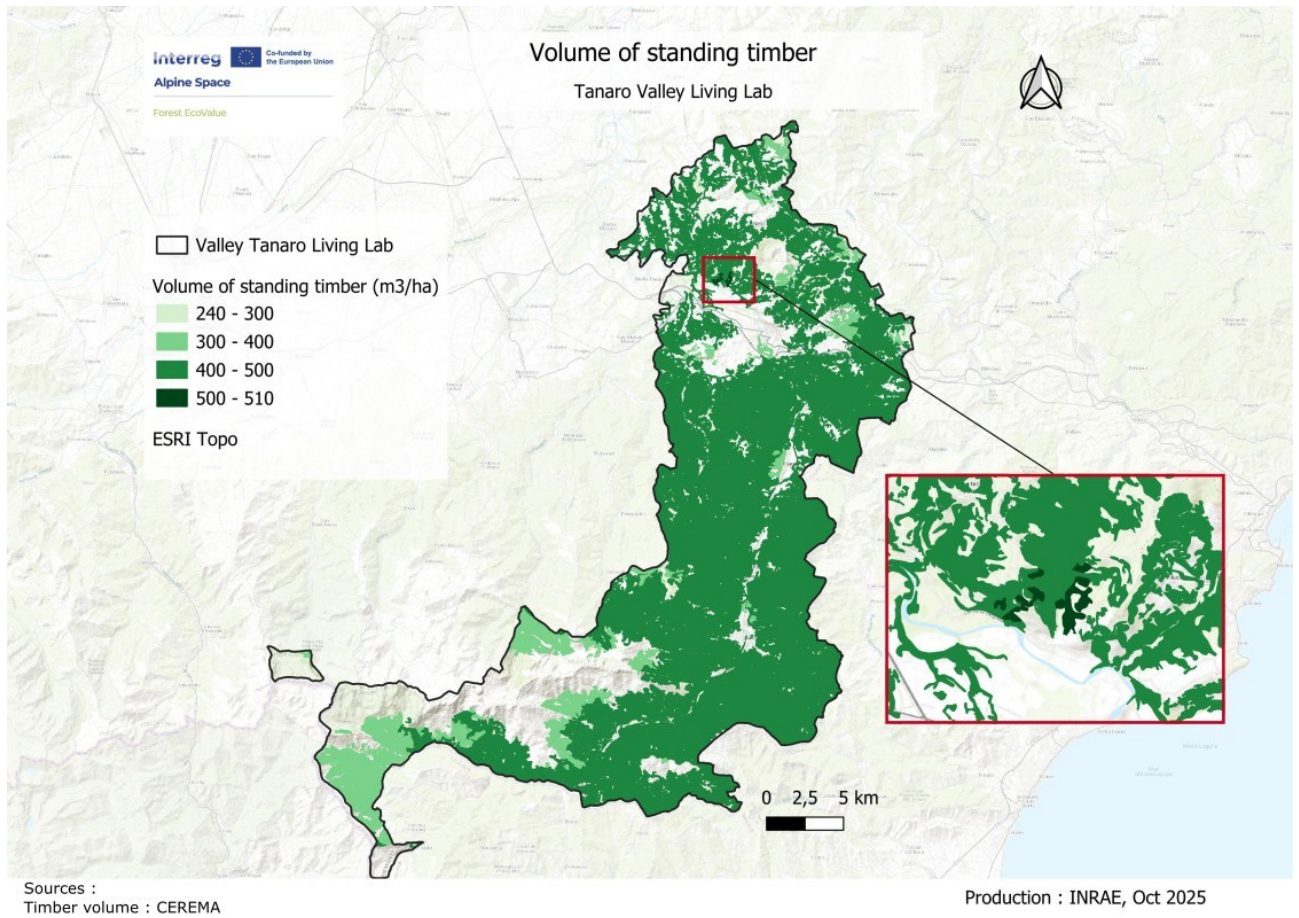 Interreg
Co-funded by
the European Union
Alpine Space
Forest EcoValue
Volume of standing timber
Tanaro Valley Living Lab
Valley Tanaro Living Lab
Volume of standing timber (m3/ha)
240 - 300
300 - 400
400 - 500
500 - 510
ESRI Topo
0 2,5 5 km
Sources :
Timber volume : CEREMA
Production : INRAE, Oct 2025